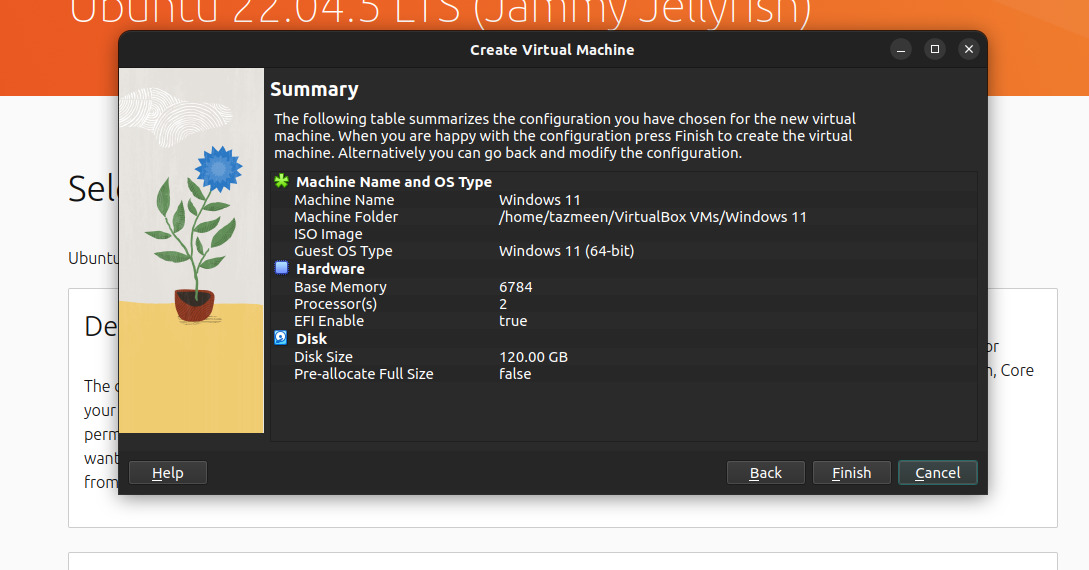 Ubuntu 22.04.5 LTS (Jammy Jellyfish)
Create Virtual Machine
Summary
The following table summarizes the configuration you have chosen for the new virtual
machine. When you are happy with the configuration press Finish to create the virtual
machine. Alternatively you can go back and modify the configuration.
Machine Name and OS Type
Machine Name Windows 11
Machine Folder /home/tazmeen/VirtualBox VMs/Windows 11
ISO Image
Guest OS Type Windows 11 (64-bit)
Hardware
Base Memory 6784
Processor(s) 2
EFI Enable true
Disk
Disk Size 120.00 GB
Pre-allocate Full Size false
Help Back Finish Cancel
Sel
Ubuntu
De
The
your
perm
want
from
or
, Core